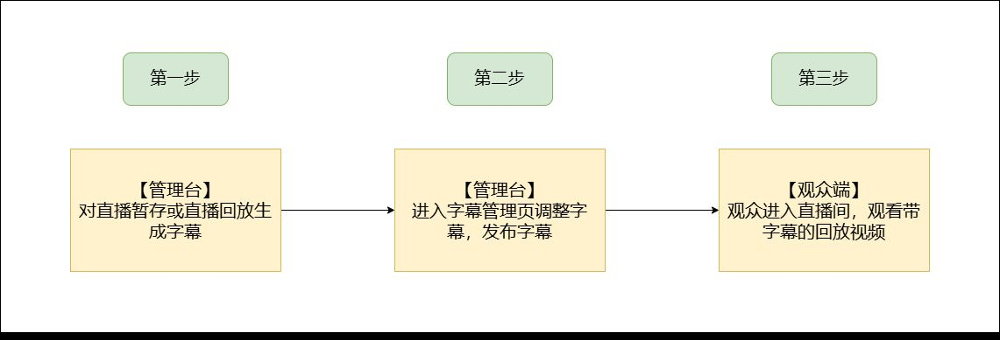 第一步
第二步
第三步
【管理台】
对直播暂存或直播回放生
成字幕
【管理台】
进入字幕管理页调整字
幕，发布字幕
【观众端】
观众进入直播间，观看带
字幕的回放视频